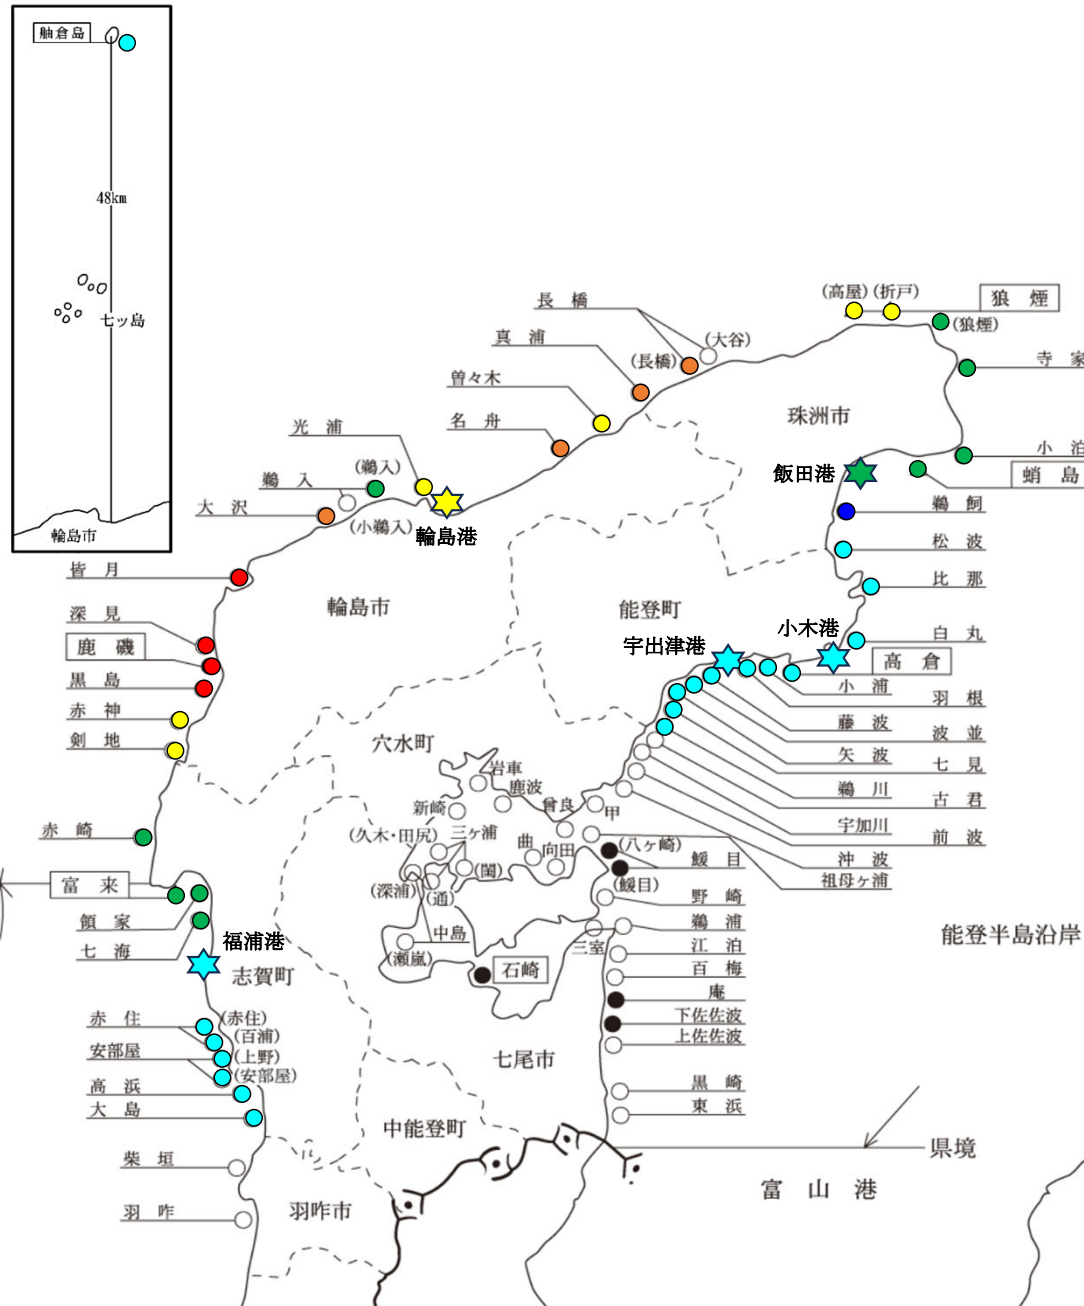 舳倉島
48km
七ッ島
輪島市
長橋
(大谷)
真浦
(長橋)
曽々木
名舟
光浦
(鵜入)
鵜入
大沢
(小鵜入)
輪島港
(高屋)
(折戸)
狼煙
(狼煙)
寺家
珠洲市
小泊
飯田港
蛸島
鵜飼
松波
比那
小木港
白丸
宇出津港
高倉
能登町
輪島市
皆月
深見
鹿磯
黒島
赤神
剣地
小浦
羽根
藤波
波並
矢波
七見
鵜川
古君
宇加川
前波
沖波
祖母ヶ浦
穴水町
岩車
鹿波
新崎
曾良
甲
(久木・田尻)
三ヶ浦
曲
向田
(八ヶ崎)
鰀目
(閨)
(深浦)
(通)
(鰀目)
野崎
鵜浦
中島
(瀬嵐)
三室
江泊
石崎
百梅
庵
下佐佐波
上佐佐波
黒崎
東浜
能登半島沿岸
赤崎
富来
領家
七海
福浦港
志賀町
赤住
(赤住)
(百浦)
安部屋
(上野)
(安部屋)
高浜
大島
七尾市
中能登町
柴垣
羽咋
羽咋市
県境
富山港